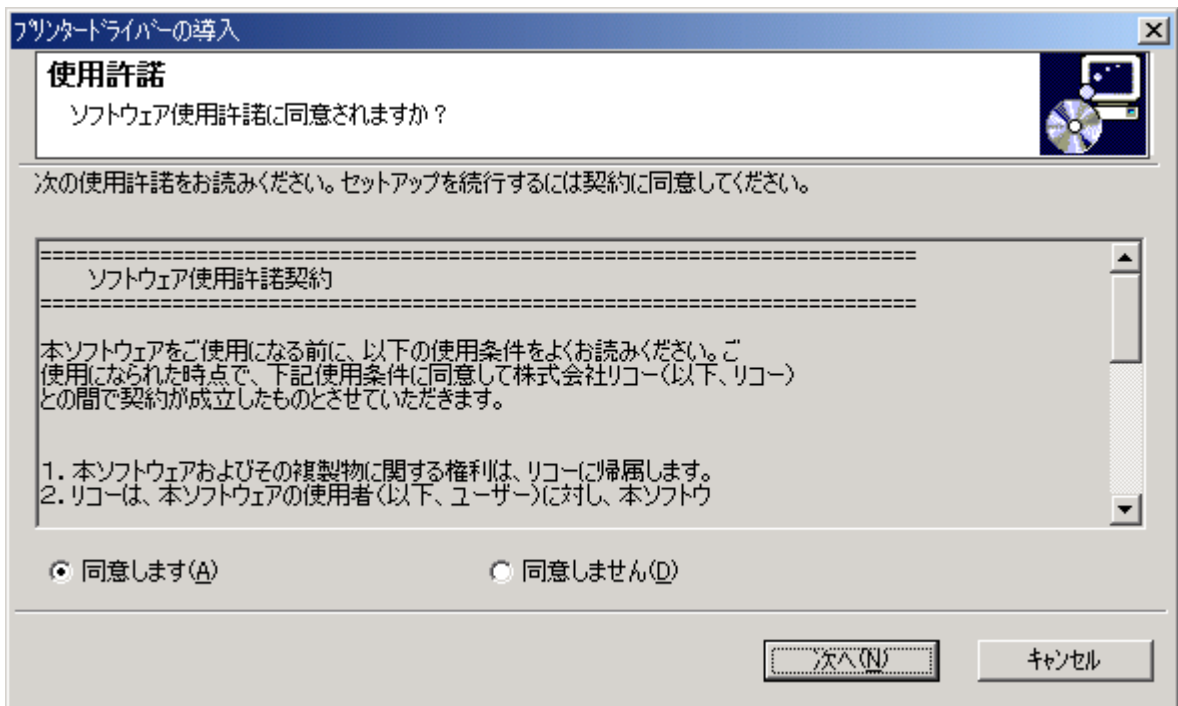 プリンタードライバーの導入
使用許諾
ソフトウェア使用許諾に同意されますか？
次の使用許諾をお読みください。セットアップを続行するには契約に同意してください。
=========================================================================
ソフトウェア使用許諾契約
=========================================================================
本ソフトウェアをご使用になる前に、以下の使用条件をよくお読みください。ご
使用になられた時点で、下記使用条件に同意して株式会社リコー（以下、リコー）
との間で契約が成立したものとさせていただきます。
1. 本ソフトウェアおよびその複製物に関する権利は、リコーに帰属します。
2. リコーは、本ソフトウェアの使用者（以下、ユーザー）に対し、本ソフトウ
同意します(A)
同意しません(D)
次へ(N)
キャンセル